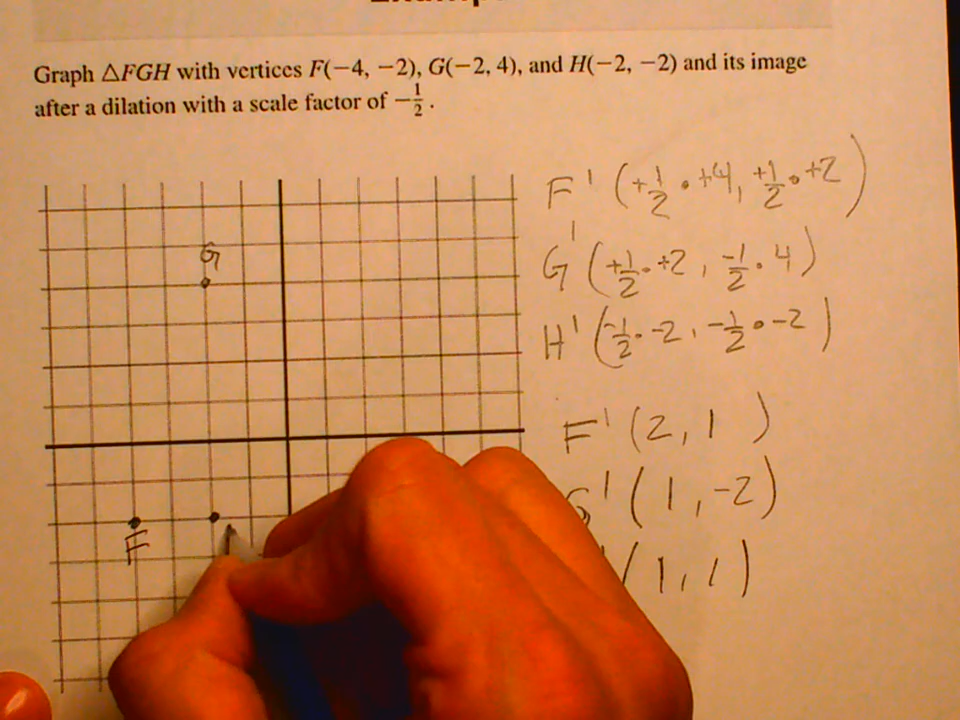 Graph △FGH with vertices F(−4, −2), G(−2, 4), and H(−2, −2) and its image
after a dilation with a scale factor of −1/2 .
F' (+1/2 • +4, +1/2 • +2)
G' (+1/2 · +2, -1/2 · 4)
H' (-1/2 · -2, -1/2 • -2)
F' (2, 1)
G' (1, -2)
(1, 1)
G
F